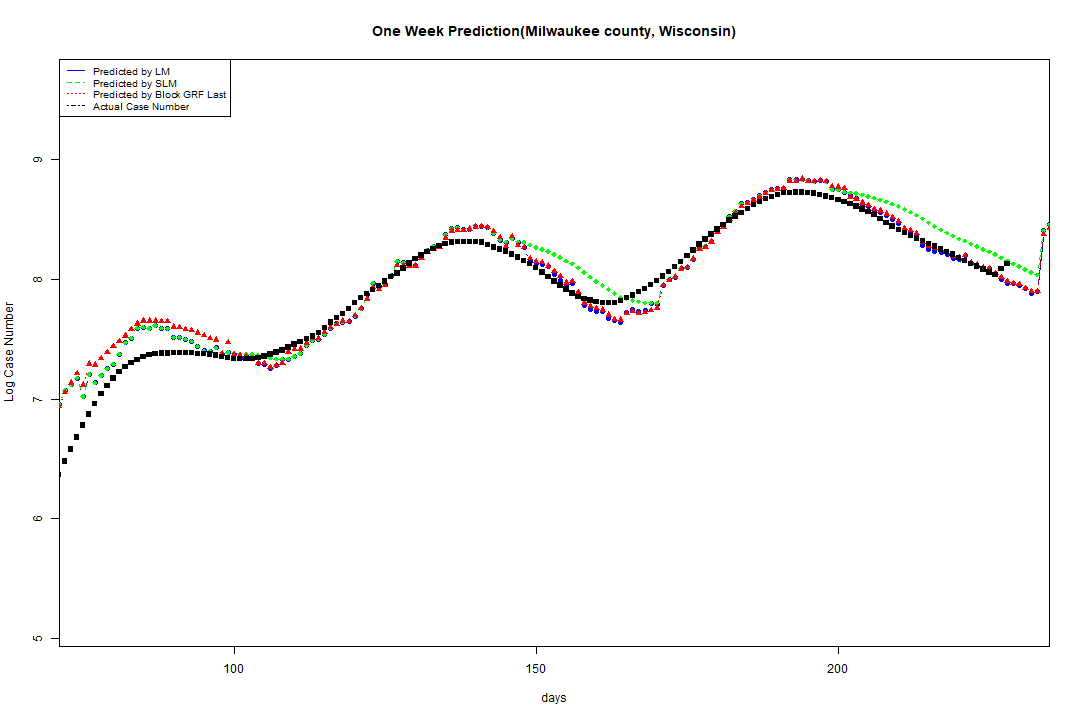 One Week Prediction(Milwaukee county, Wisconsin)
Predicted by LM
Predicted by SLM
Predicted by Block GRF Last
Actual Case Number
9
8
7
6
5
Log Case Number
100 150 200
days